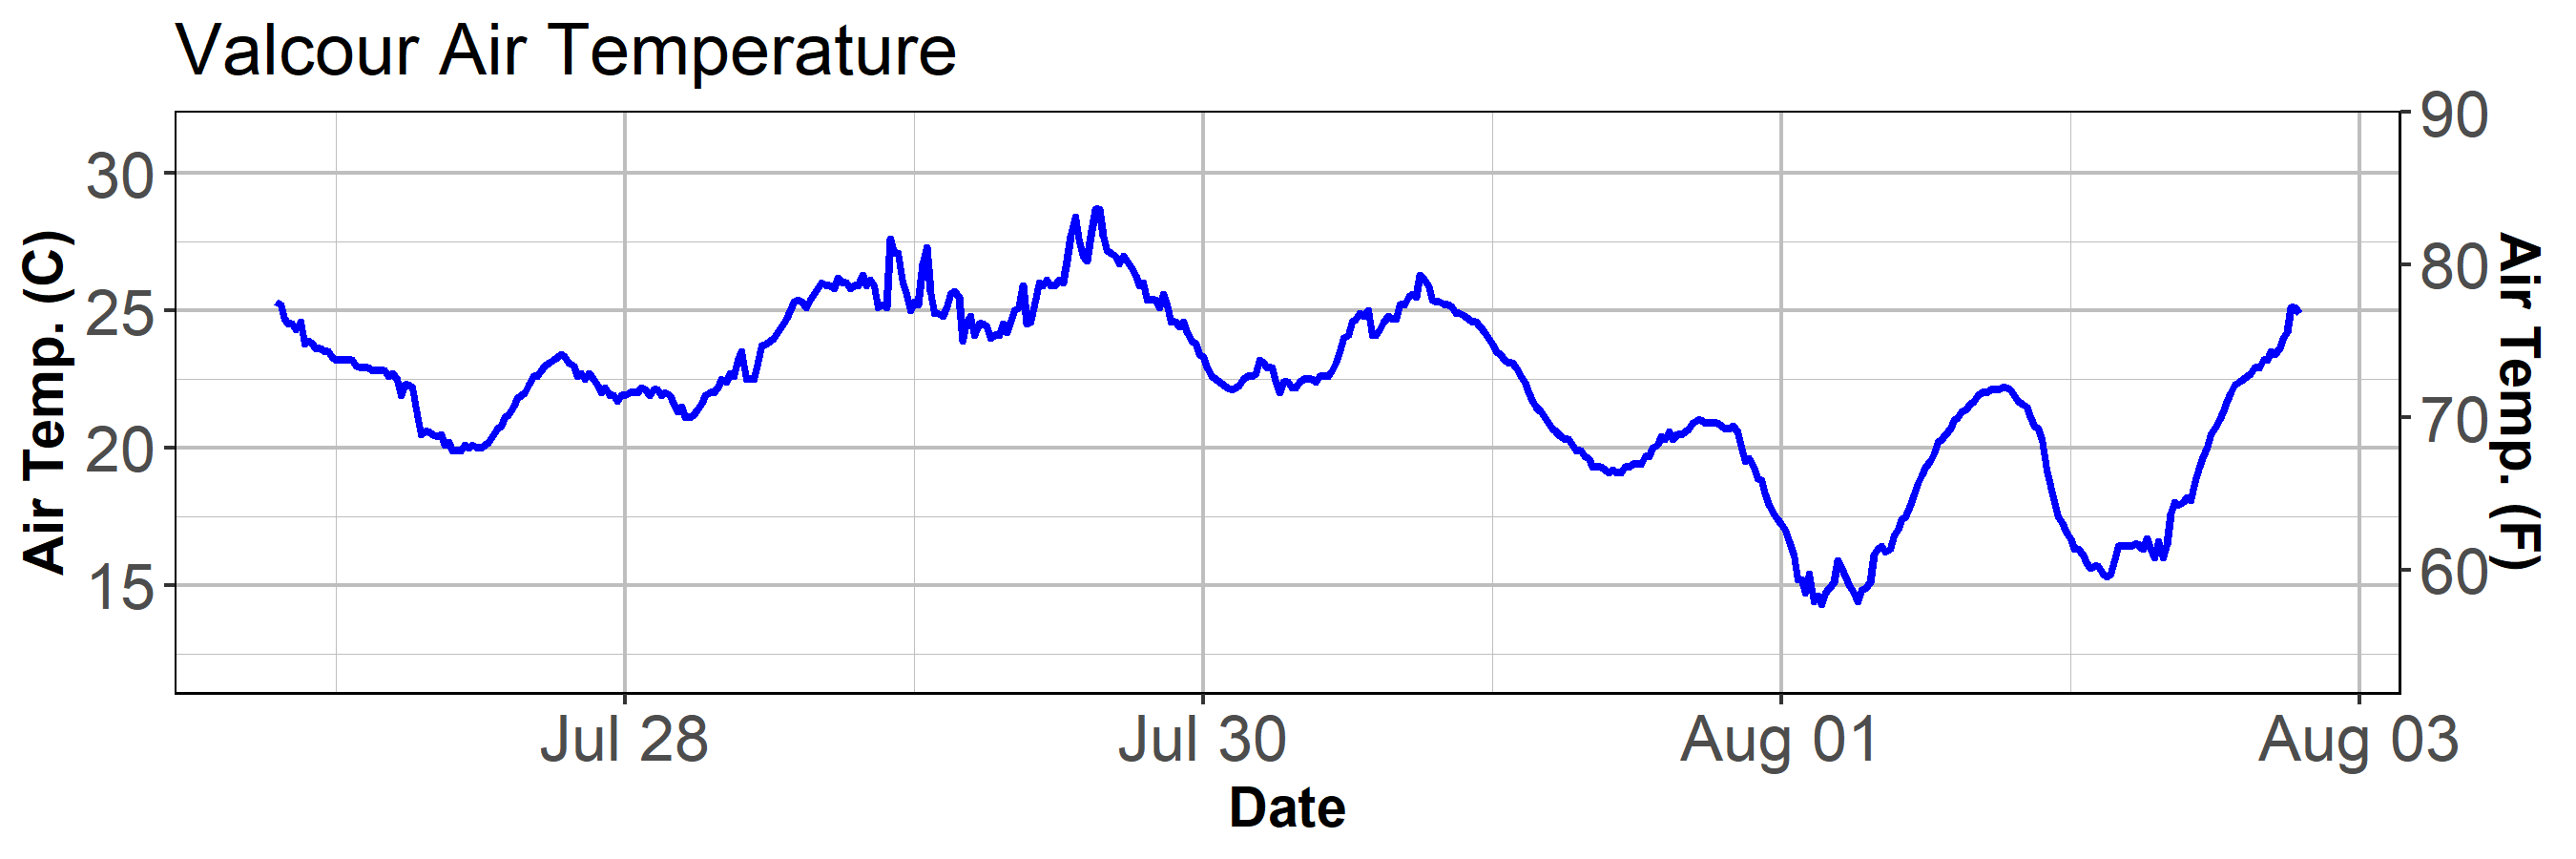 Valcour Air Temperature
Air Temp. (C)
30
25
20
15
90
80
70
60
Air Temp. (F)
Jul 28
Jul 30
Aug 01
Aug 03
Date